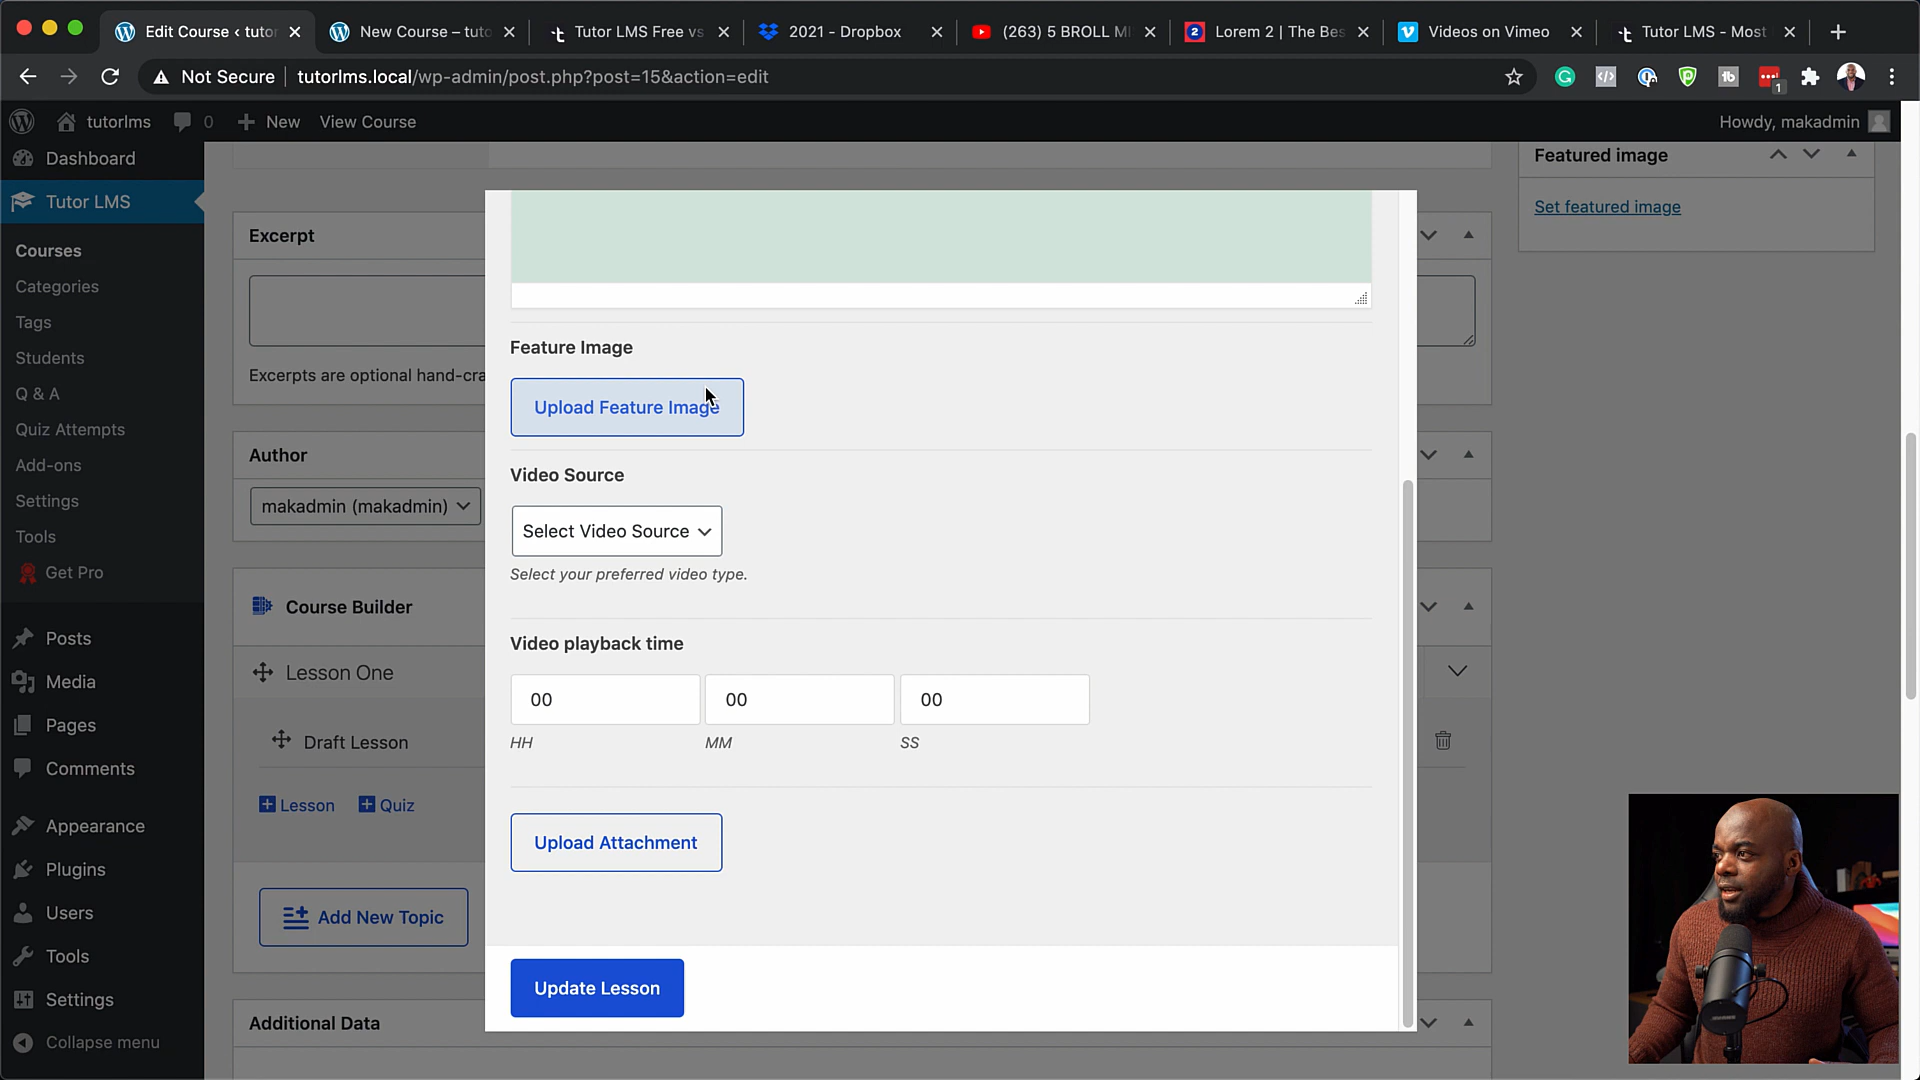 Edit Course ‹ tutor
New Course – tuto
Tutor LMS Free vs
2021 - Dropbox
(263) 5 BROLL MI
Lorem 2 | The Bes
Videos on Vimeo
Tutor LMS - Most
Not Secure
tutorlms.local/wp-admin/post.php?post=15&action=edit
tutorlms
0
New
View Course
Howdy, makadmin
Dashboard
Tutor LMS
Courses
Categories
Tags
Students
Q & A
Quiz Attempts
Add-ons
Settings
Tools
Get Pro
Posts
Media
Pages
Comments
Appearance
Plugins
Users
Tools
Settings
Collapse menu
Excerpt
Excerpts are optional hand-cra
Author
makadmin (makadmin)
Course Builder
Lesson One
Draft Lesson
Lesson
Quiz
Add New Topic
Additional Data
Feature Image
Upload Feature Image
Video Source
Select Video Source
Select your preferred video type.
Video playback time
00
00
00
HH
MM
SS
Upload Attachment
Update Lesson
Featured image
Set featured image